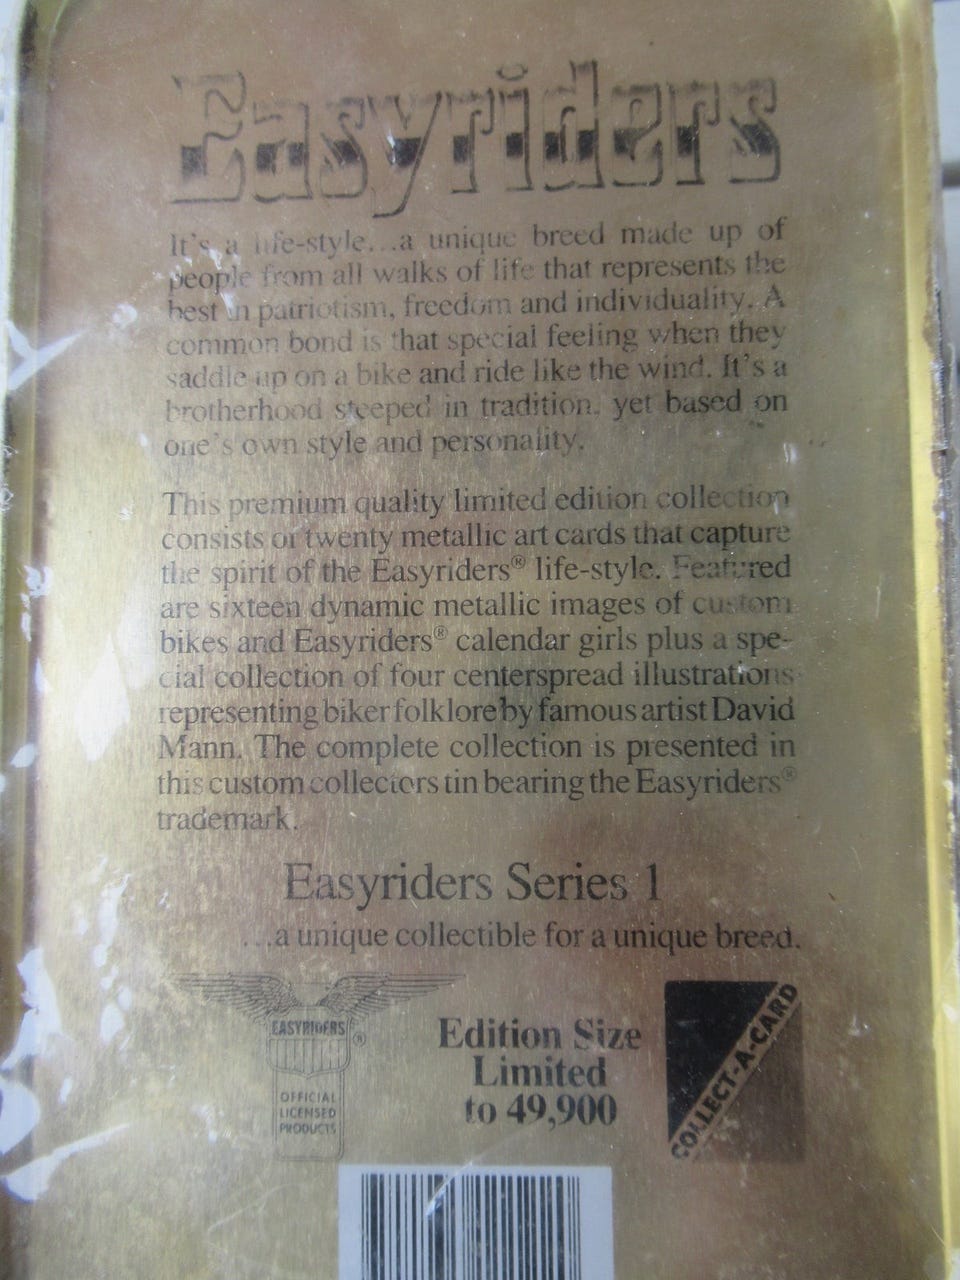 Easyriders
It's a life-style...a unique breed made up of
people from all walks of life that represents the
best in patriotism, freedom and individuality. A
common bond is that special feeling when they
saddle up on a bike and ride like the wind. It's a
brotherhood steeped in tradition, yet based on
one's own style and personality.
This premium quality limited edition collection
consists of twenty metallic art cards that capture
the spirit of the Easyriders® life-style. Featured
are sixteen dynamic metallic images of custom
bikes and Easyriders® calendar girls plus a spe-
cial collection of four centerspread illustrations
representing biker folklore by famous artist David
Mann. The complete collection is presented in
this custom collectors tin bearing the Easyriders®
trademark.
Easyriders Series 1
...a unique collectible for a unique breed.
EASYRIDERS ®
OFFICIAL
LICENSED
PRODUCTS
Edition Size
Limited
to 49,900
COLLECT-A-CARD